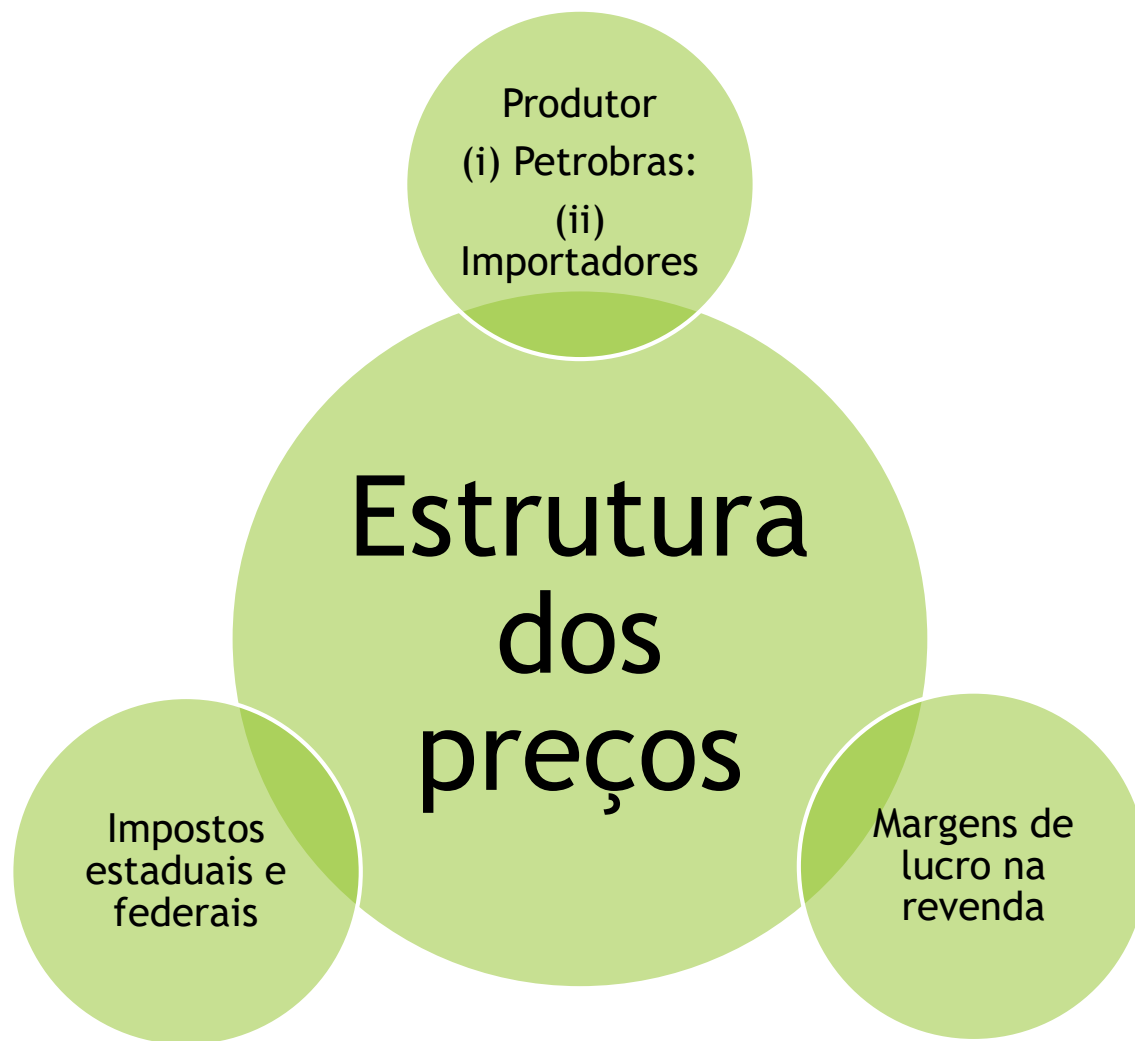 Produtor
(i) Petrobras:
(ii)
Importadores
Estrutura
dos
preços
Impostos
estaduais e
federais
Margens de
lucro na
revenda